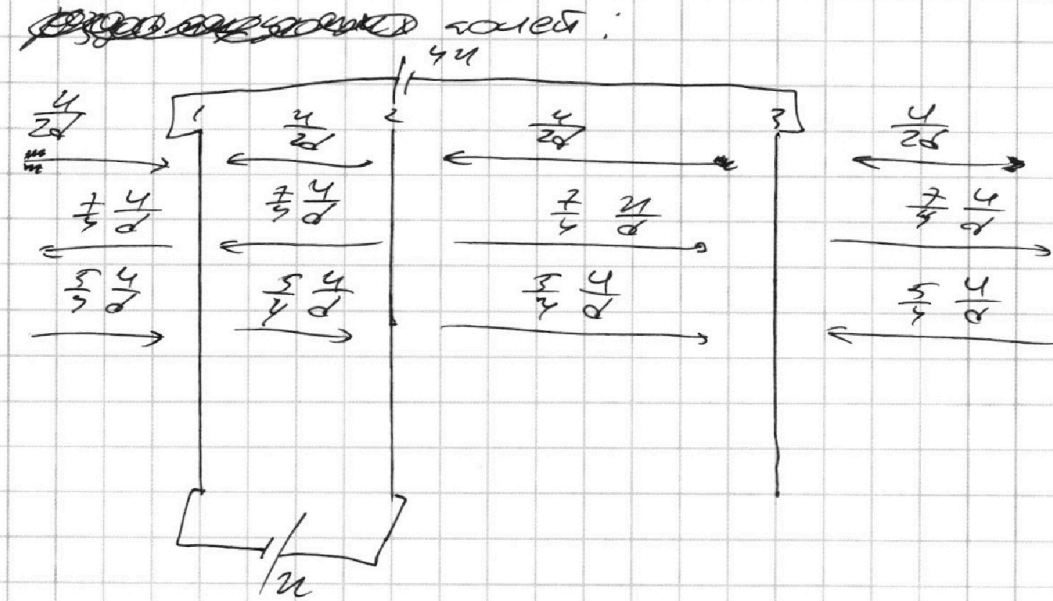 полей:
4U
1 2 3
U/2d U/2d U/2d U/2d
7/4 U/d 7/4 U/d 7/4 U/d 7/4 U/d
5/4 U/d 5/4 U/d 5/4 U/d 5/4 U/d
U